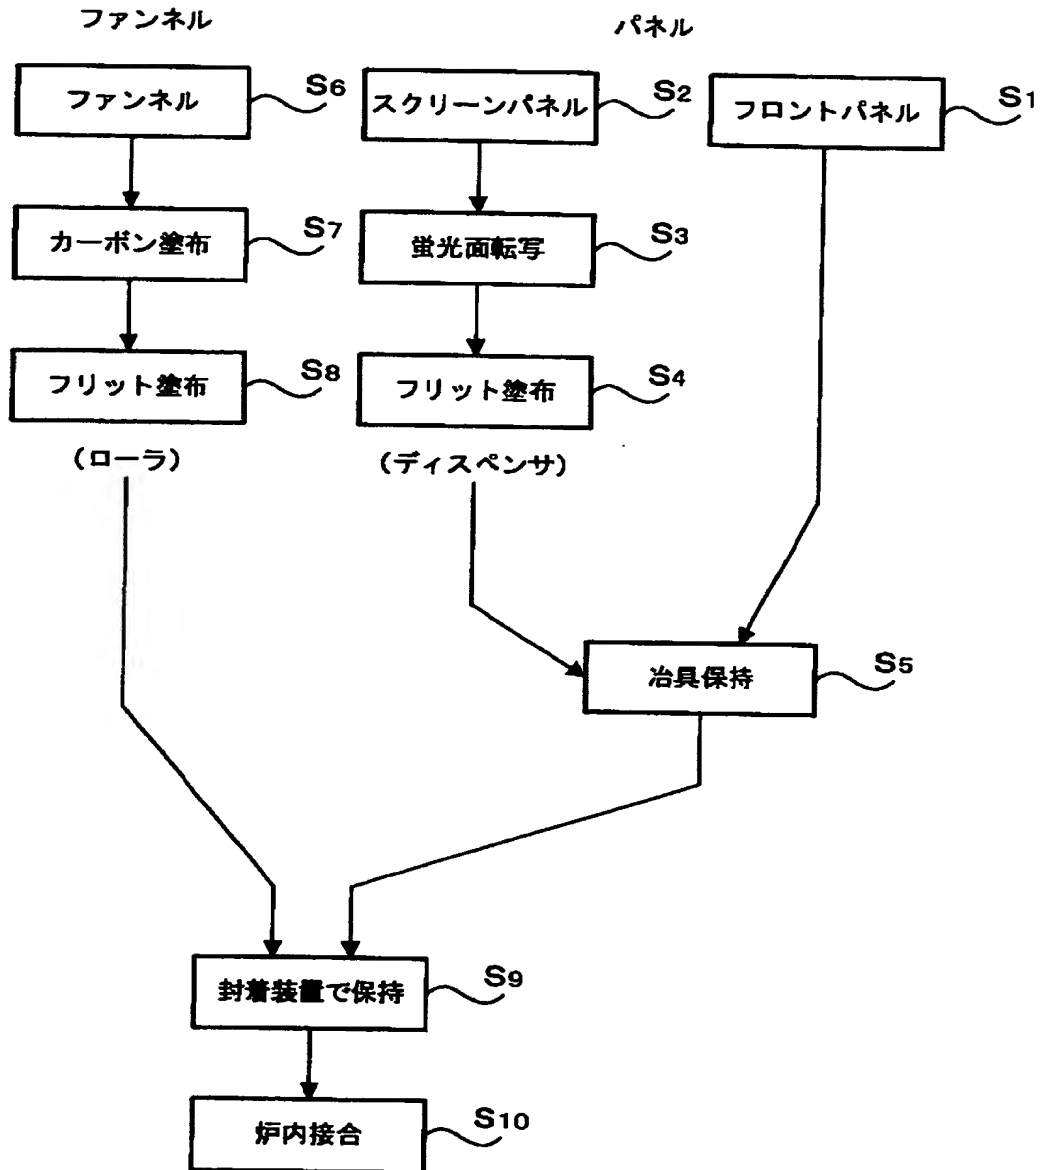 ファンネル
パネル
ファンネル S6
スクリーンパネル S2
フロントパネル S1
カーボン塗布 S7
蛍光面転写 S3
フリット塗布 S8
フリット塗布 S4
(ローラ)
(ディスペンサ)
冶具保持 S5
封着装置で保持 S9
炉内接合 S10